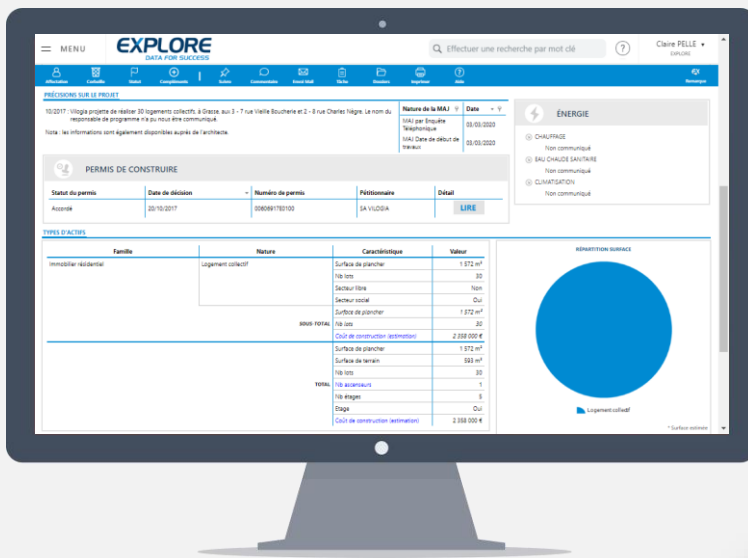 MENU
EXPLORE
DATA FOR SUCCESS
Effectuer une recherche par mot clé
?
Claire PELLE
EXPLORE
Affectation Corbeille Statut Compléments Suivre Commentaire Envoi Mail Tâche Dossiers Imprimer Aide Remarque
PRÉCISIONS SUR LE PROJET
10/2017 : Vilogia projette de réaliser 30 logements collectifs, à Grasse, aux 3 - 7 rue Vieille Boucherie et 2 - 8 rue Charles Nègre. Le nom du
responsable de programme n'a pu nous être communiqué.
Nota : les informations sont également disponibles auprès de l'architecte.
Nature de la MAJ Date
MAJ par Enquête Téléphonique 03/03/2020
MAJ Date de début de travaux 03/03/2020
ÉNERGIE
CHAUFFAGE
Non communiqué
EAU CHAUDE SANITAIRE
Non communiqué
CLIMATISATION
Non communiqué
PERMIS DE CONSTRUIRE
Statut du permis Date de décision Numéro de permis Pétitionnaire Détail
Accordé 20/10/2017 SA VILOGIA LIRE
TYPES D'ACTIFS
Famille Nature Caractéristique Valeur
Immobilier résidentiel Logement collectif Surface de plancher 1 572 m²
Nb lots 30
Secteur libre Non
Secteur social Oui
Surface de plancher 1 572 m²
SOUS-TOTAL Nb lots 30
Coût de construction (estimation) 2 358 000 €
Surface de plancher 1 572 m²
Surface de terrain 593 m²
Nb lots 30
TOTAL Nb ascenseurs 1
Nb étages 5
Etage Oui
Coût de construction (estimation) 2 358 000 €
RÉPARTITION SURFACE
Logement collectif
* Surface estimée